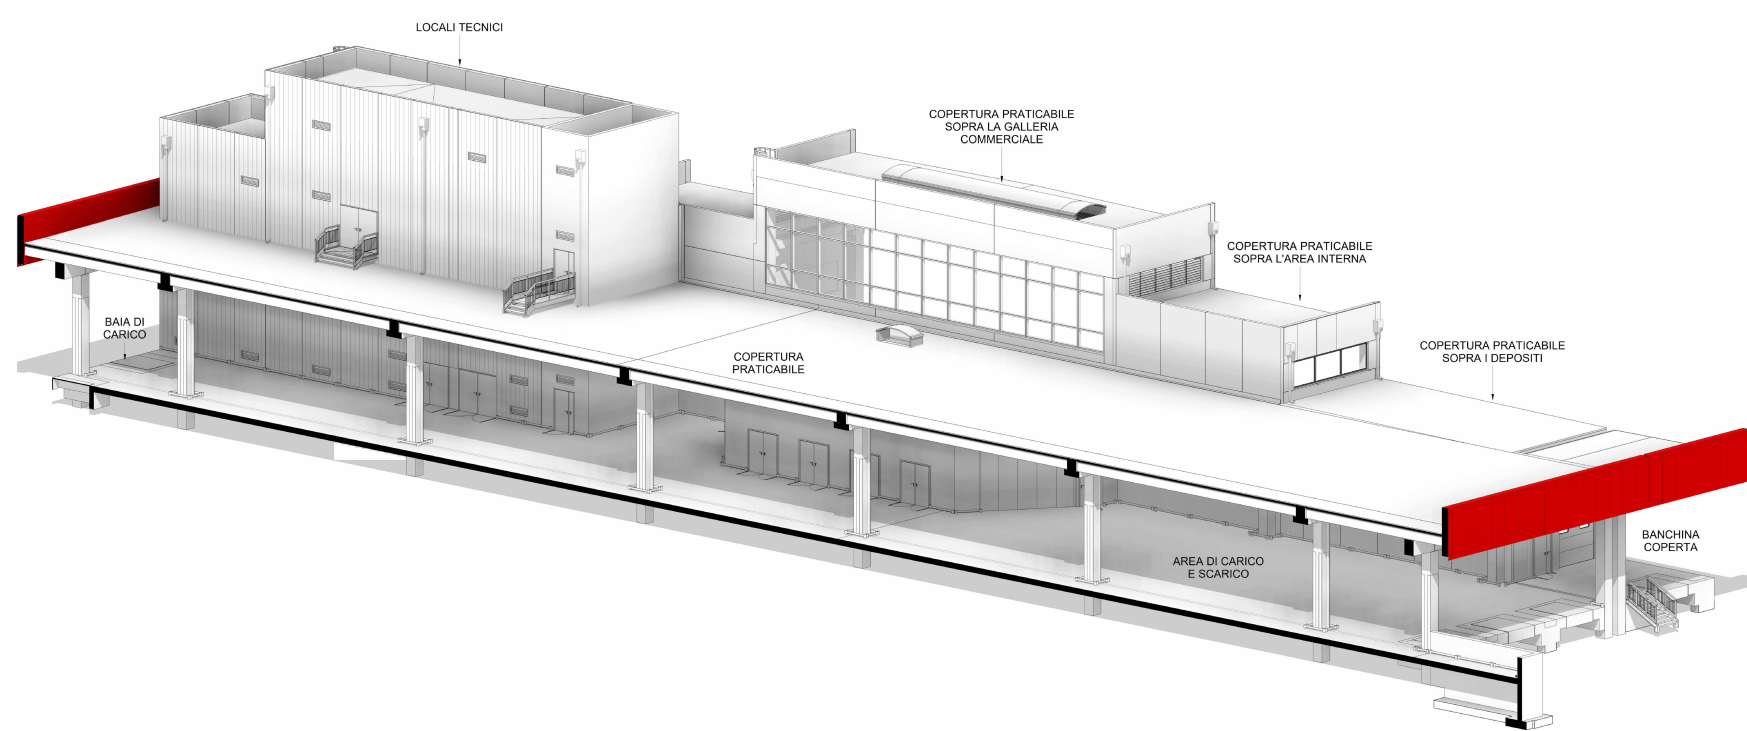 LOCALI TECNICI
COPERTURA PRATICABILE
SOPRA LA GALLERIA
COMMERCIALE
COPERTURA PRATICABILE
SOPRA L'AREA INTERNA
BAIA DI
CARICO
COPERTURA
PRATICABILE
COPERTURA PRATICABILE
SOPRA I DEPOSITI
AREA DI CARICO
E SCARICO
BANCHINA
COPERTA